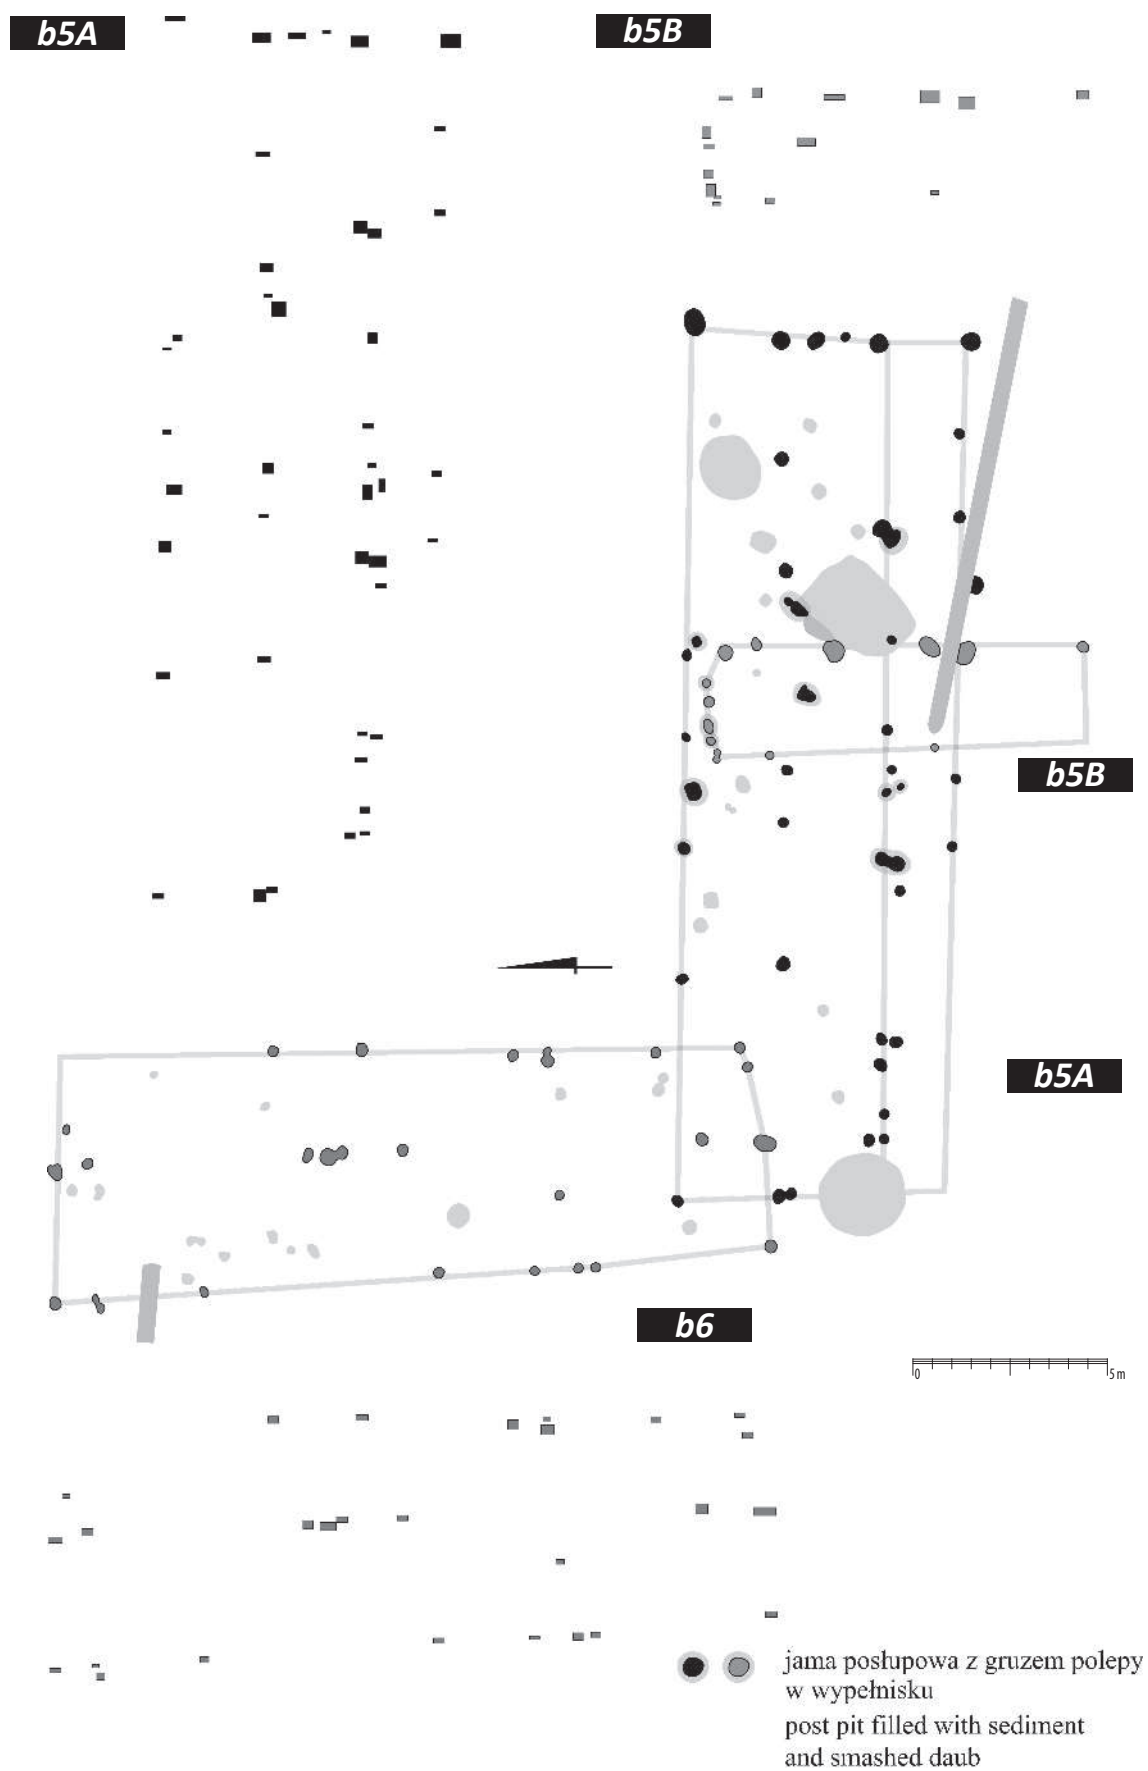 b5A
b5B
b5B
b5A
b6
0 5 m
jama posłupowa z gruzem polepy
w wypełnisku
post pit filled with sediment
and smashed daub